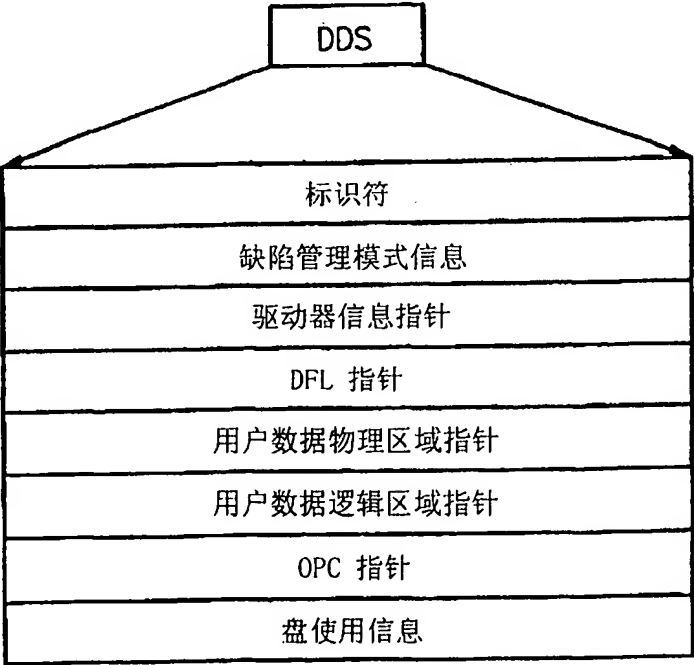 DDS
标识符
缺陷管理模式信息
驱动器信息指针
DFL 指针
用户数据物理区域指针
用户数据逻辑区域指针
OPC 指针
盘使用信息